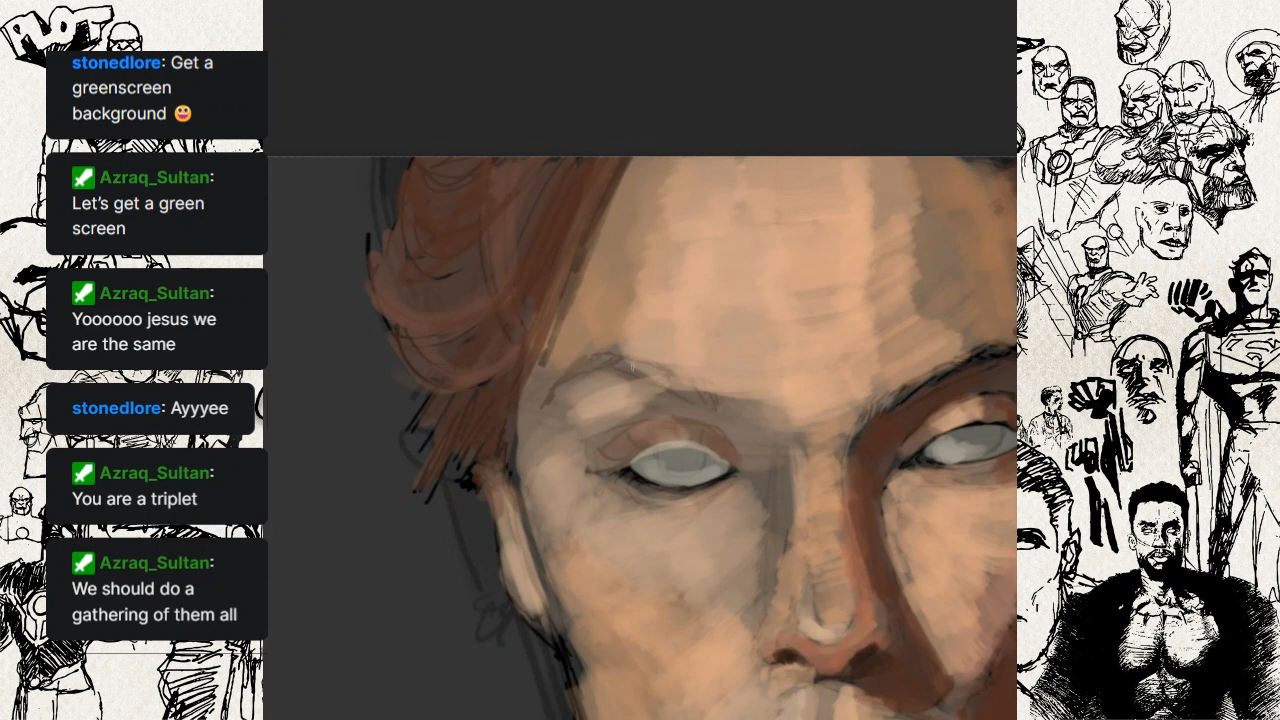 PLOT
stonedlore: Get a
greenscreen
background 😀
Azraq_Sultan:
Let's get a green
screen
Azraq_Sultan:
Yoooooo jesus we
are the same
stonedlore: Ayyyee
Azraq_Sultan:
You are a triplet
Azraq_Sultan:
We should do a
gathering of them all